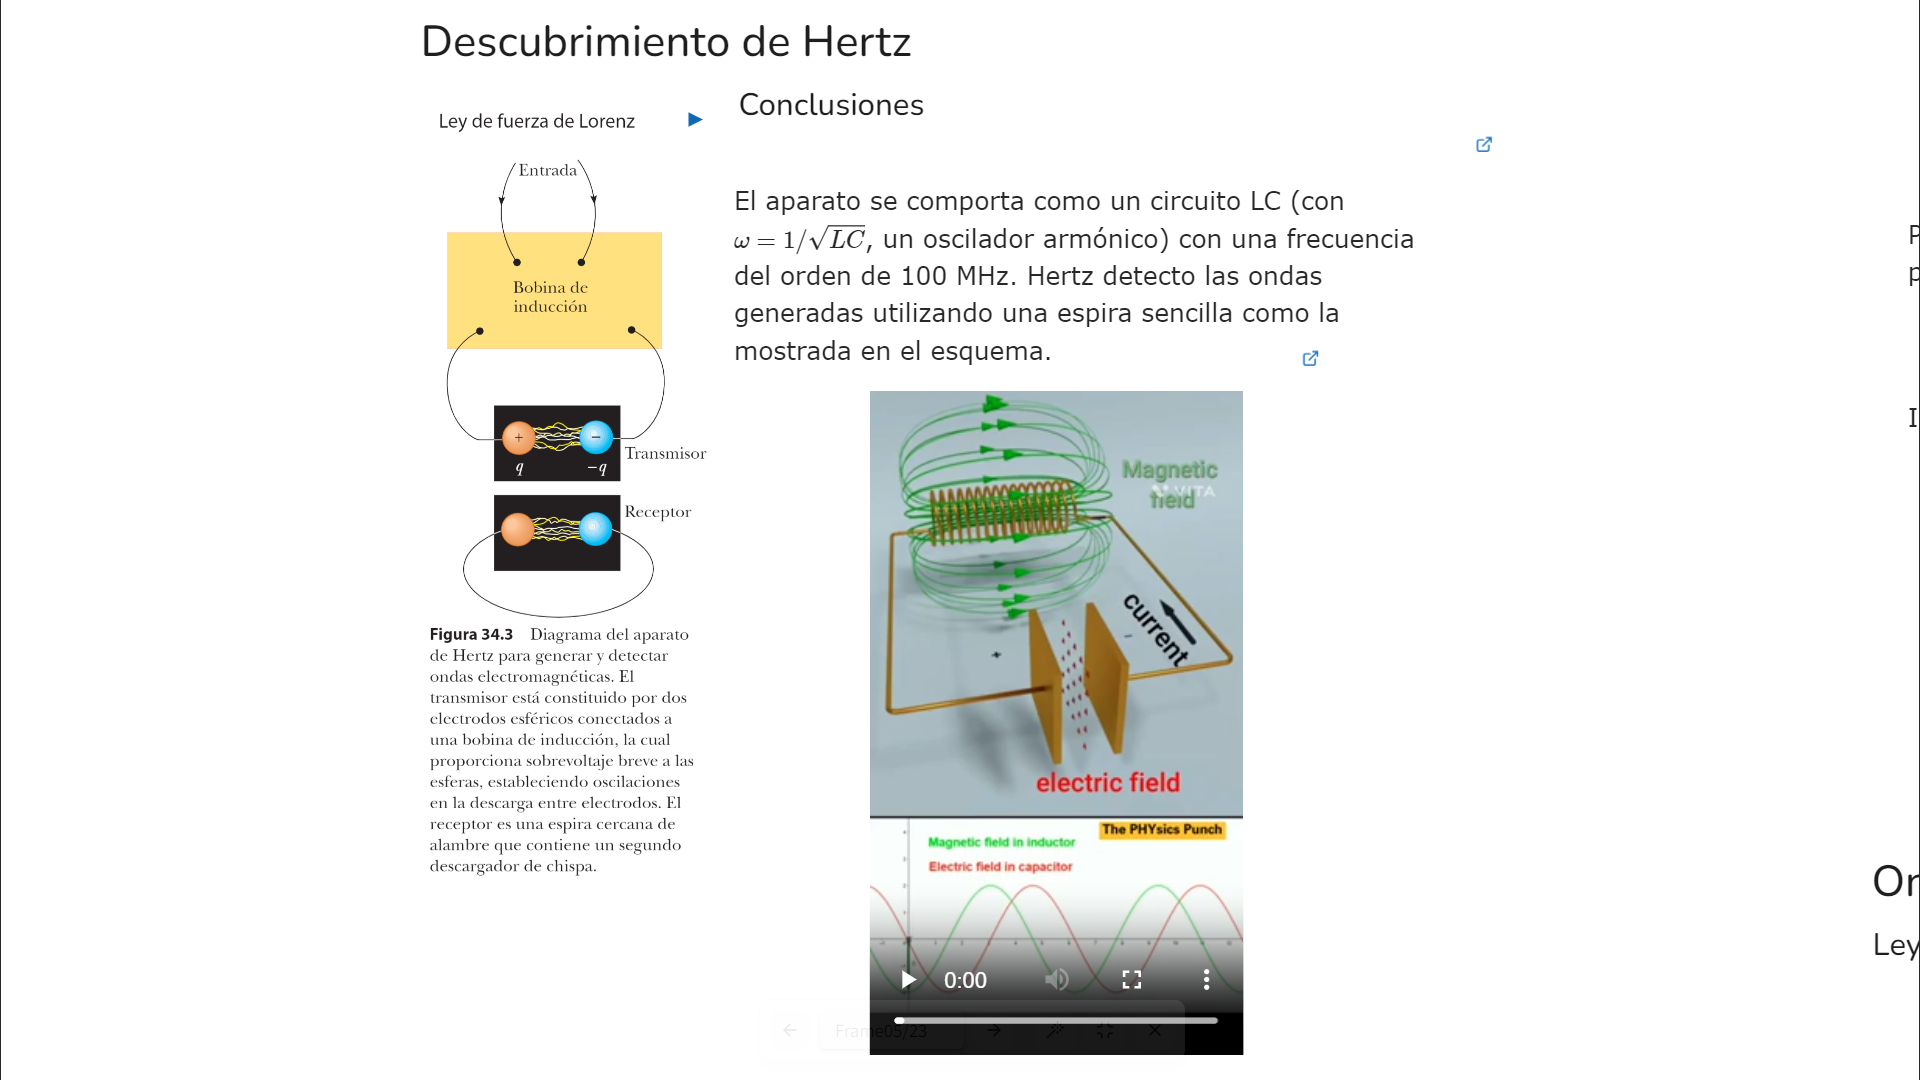 Descubrimiento de Hertz
Ley de fuerza de Lorenz
Entrada
Bobina de
inducción
+
−
q
−q
Transmisor
Receptor
Figura 34.3 Diagrama del aparato
de Hertz para generar y detectar
ondas electromagnéticas. El
transmisor está constituido por dos
electrodos esféricos conectados a
una bobina de inducción, la cual
proporciona sobrevoltaje breve a las
esferas, estableciendo oscilaciones
en la descarga entre electrodos. El
receptor es una espira cercana de
alambre que contiene un segundo
descargador de chispa.
Conclusiones
El aparato se comporta como un circuito LC (con
ω = 1/√LC, un oscilador armónico) con una frecuencia
del orden de 100 MHz. Hertz detecto las ondas
generadas utilizando una espira sencilla como la
mostrada en el esquema.
Magnetic
VITA
field
current
+
-
electric field
The PHYsics Punch
Magnetic field in inductor
Electric field in capacitor
0:00
Frame05/23
P
p
I
Or
Ley